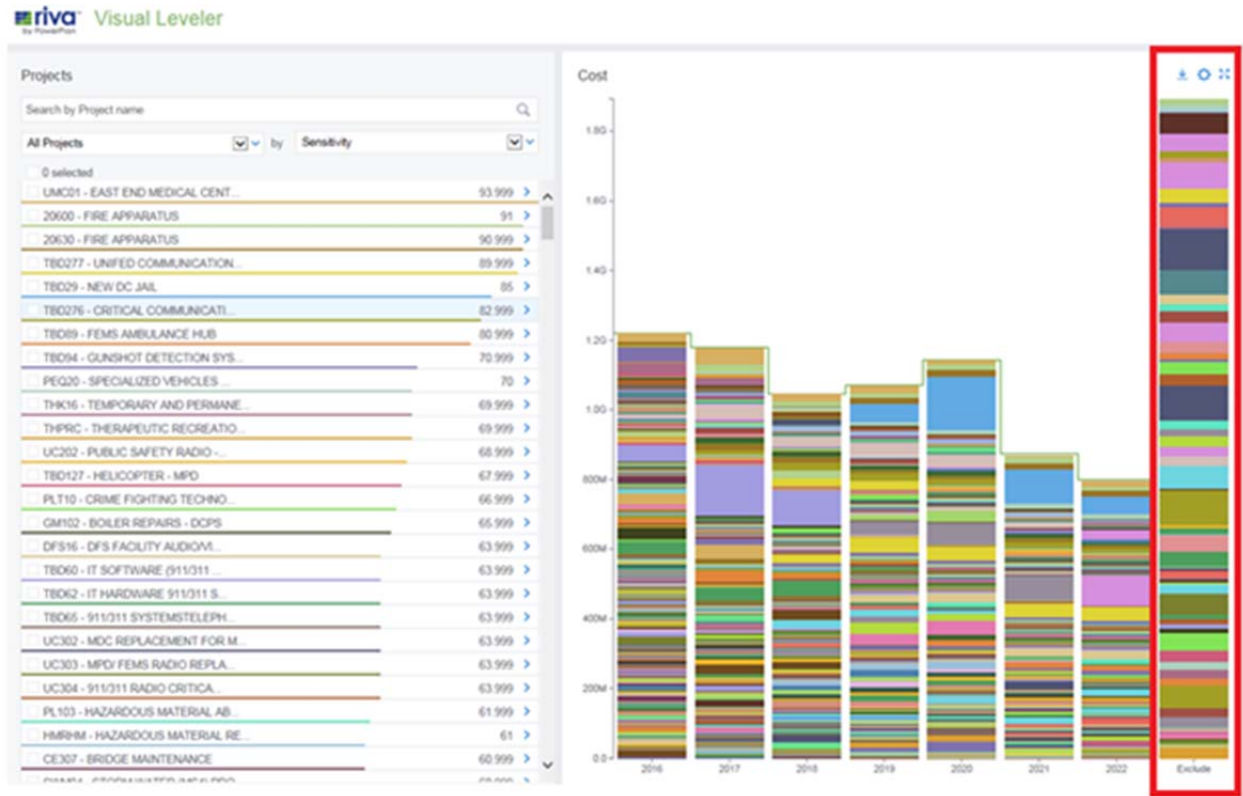 riva Visual Leveler
by PowerPlan
Projects
Search by Project name
All Projects by Sensitivity
0 selected
UMC01 - EAST END MEDICAL CENT... 93.999
20600 - FIRE APPARATUS 91
20630 - FIRE APPARATUS 90.999
TBD277 - UNIFED COMMUNICATION... 89.999
TBD29 - NEW DC JAIL 85
TBD276 - CRITICAL COMMUNICATI... 82.999
TBD89 - FEMS AMBULANCE HUB 80.999
TBD94 - GUNSHOT DETECTION SYS... 70.999
PEQ20 - SPECIALIZED VEHICLES ... 70
THK16 - TEMPORARY AND PERMANE... 69.999
THPRC - THERAPEUTIC RECREATIO... 69.999
UC202 - PUBLIC SAFETY RADIO -... 68.999
TBD127 - HELICOPTER - MPD 67.999
PLT10 - CRIME FIGHTING TECHNO... 66.999
GM102 - BOILER REPAIRS - DCPS 65.999
DFS16 - DFS FACILITY AUDIO/VI... 63.999
TBD60 - IT SOFTWARE (911/311 ... 63.999
TBD62 - IT HARDWARE 911/311 S... 63.999
TBD65 - 911/311 SYSTEMSTELEPH... 63.999
UC302 - MDC REPLACEMENT FOR M... 63.999
UC303 - MPD/ FEMS RADIO REPLA... 63.999
UC304 - 911/311 RADIO CRITICA... 63.999
PL103 - HAZARDOUS MATERIAL AB... 61.999
HMRHM - HAZARDOUS MATERIAL RE... 61
CE307 - BRIDGE MAINTENANCE 60.999
Cost
1.8G
1.6G
1.4G
1.2G
1.0G
800M
600M
400M
200M
0.0
2016 2017 2018 2019 2020 2021 2022 Exclude